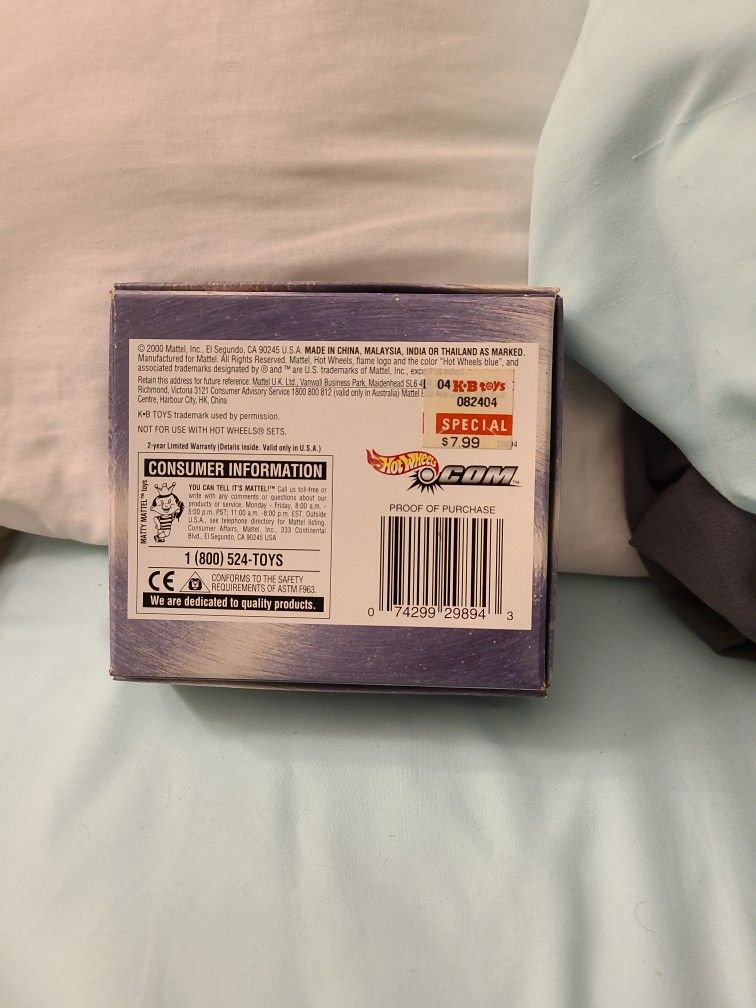 © 2000 Mattel, Inc., El Segundo, CA 90245 U.S.A. MADE IN CHINA, MALAYSIA, INDIA OR THAILAND AS MARKED.
Manufactured for Mattel. All Rights Reserved. Mattel, Hot Wheels, flame logo and the color "Hot Wheels blue", and
associated trademarks designated by ® and ™ are U.S. trademarks of Mattel, Inc.,
Retain this address for future reference: Mattel U.K. Ltd., Vanwall Business Park, Maidenhead SL6 4
Richmond, Victoria 3121 Consumer Advisory Service 1800 800 812 (valid only in Australia) Mattel
Centre, Harbour City, HK, China
04 K•B toys
082404
SPECIAL
$7.99
K•B TOYS trademark used by permission.
NOT FOR USE WITH HOT WHEELS® SETS.
2-year Limited Warranty (Details inside. Valid only in U.S.A.)
CONSUMER INFORMATION
MATTY MATTEL™ toys
YOU CAN TELL IT'S MATTEL!™ Call us toll-free or
write with any comments or questions about our
products or service. Monday - Friday, 8:00 a.m. -
5:00 p.m. PST; 11:00 a.m. -8:00 p.m. EST. Outside
U.S.A., see telephone directory for Mattel listing.
Consumer Affairs, Mattel, Inc., 333 Continental
Blvd., El Segundo, CA 90245 USA
1 (800) 524-TOYS
CE
CONFORMS TO THE SAFETY
REQUIREMENTS OF ASTM F963.
We are dedicated to quality products.
Hot Wheels
.COM™
PROOF OF PURCHASE
0 74299 29894 3